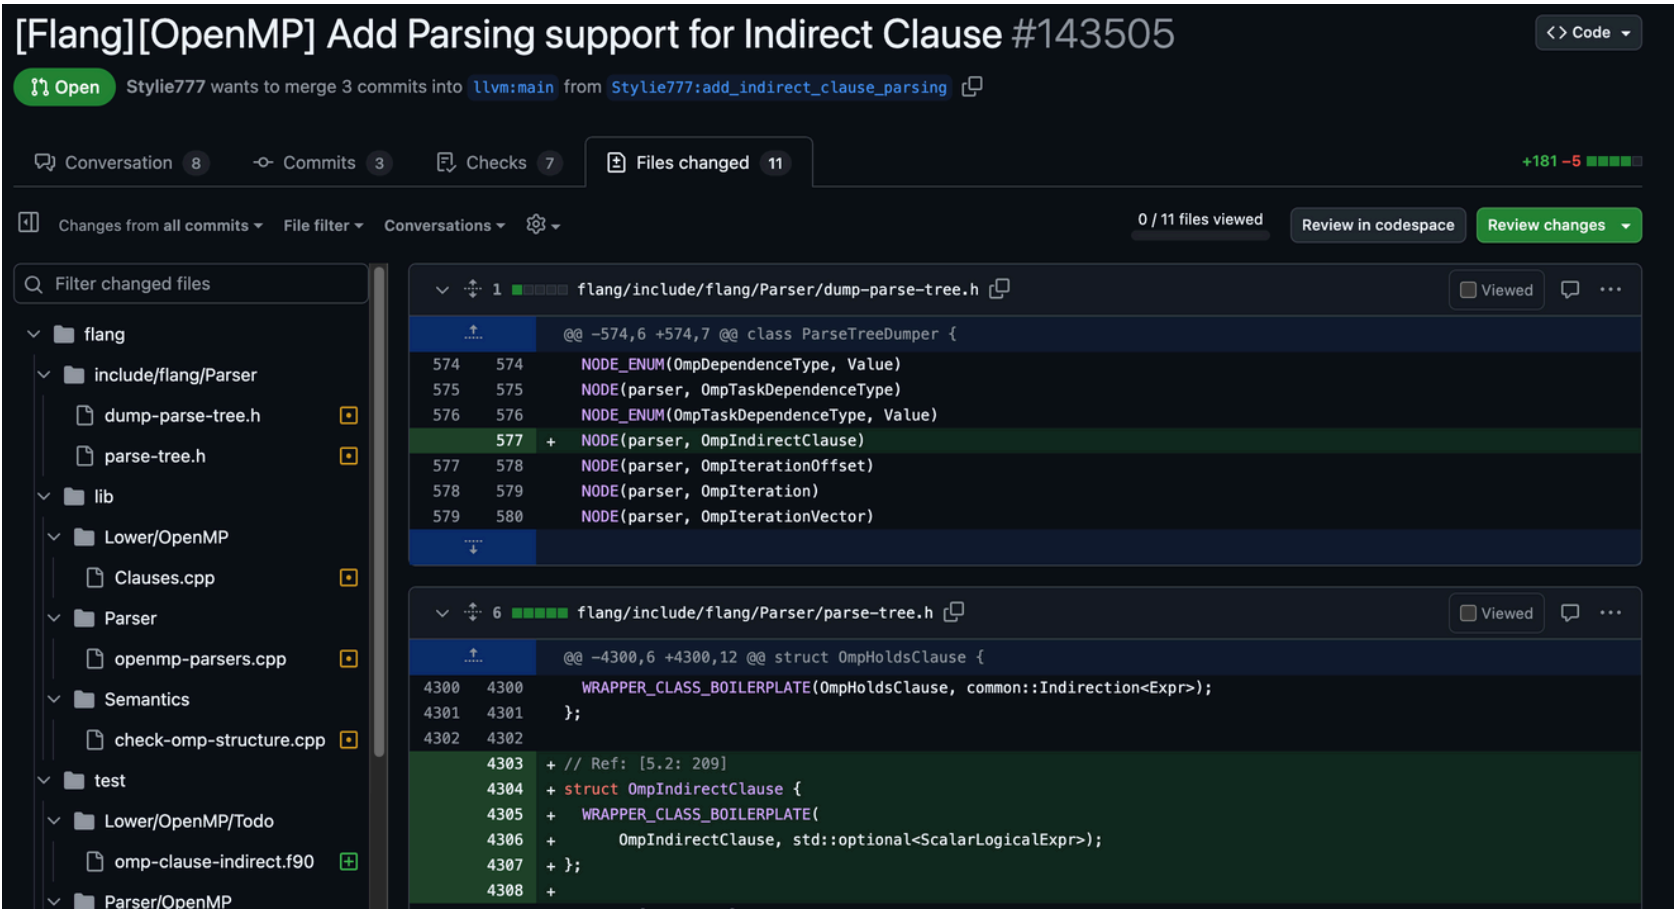 [Flang][OpenMP] Add Parsing support for Indirect Clause #143505
Code
Open
Stylie777 wants to merge 3 commits into llvm:main from Stylie777:add_indirect_clause_parsing
Conversation 8
Commits 3
Checks 7
Files changed 11
+181 −5
Changes from all commits
File filter
Conversations
0 / 11 files viewed
Review in codespace
Review changes
Filter changed files
flang
include/flang/Parser
dump-parse-tree.h
parse-tree.h
lib
Lower/OpenMP
Clauses.cpp
Parser
openmp-parsers.cpp
Semantics
check-omp-structure.cpp
test
Lower/OpenMP/Todo
omp-clause-indirect.f90
Parser/OpenMP
1 flang/include/flang/Parser/dump-parse-tree.h
Viewed
@@ -574,6 +574,7 @@ class ParseTreeDumper {
574 574 NODE_ENUM(OmpDependenceType, Value)
575 575 NODE(parser, OmpTaskDependenceType)
576 576 NODE_ENUM(OmpTaskDependenceType, Value)
577 + NODE(parser, OmpIndirectClause)
577 578 NODE(parser, OmpIterationOffset)
578 579 NODE(parser, OmpIteration)
579 580 NODE(parser, OmpIterationVector)
6 flang/include/flang/Parser/parse-tree.h
Viewed
@@ -4300,6 +4300,12 @@ struct OmpHoldsClause {
4300 4300 WRAPPER_CLASS_BOILERPLATE(OmpHoldsClause, common::Indirection<Expr>);
4301 4301 };
4302 4302
4303 + // Ref: [5.2: 209]
4304 + struct OmpIndirectClause {
4305 + WRAPPER_CLASS_BOILERPLATE(
4306 + OmpIndirectClause, std::optional<ScalarLogicalExpr>);
4307 + };
4308 +